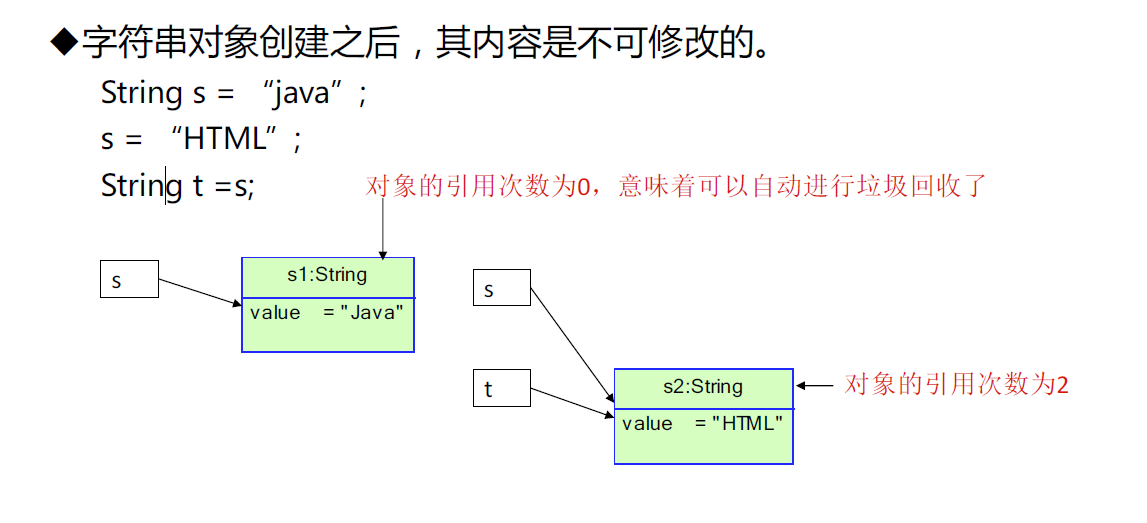 ◆字符串对象创建之后，其内容是不可修改的。
String s = “java”;
s = “HTML”;
String t =s;
对象的引用次数为0，意味着可以自动进行垃圾回收了
s
s1:String
value = "Java"
s
t
s2:String
value = "HTML"
对象的引用次数为2